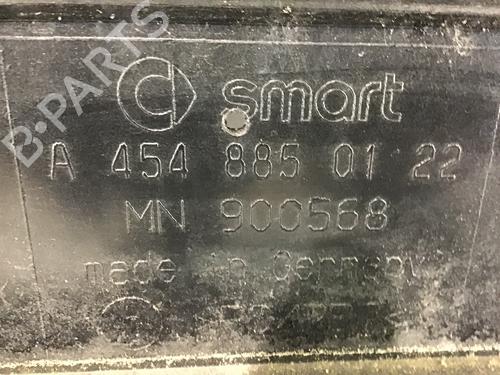 B-PARTS
smart
A 454 885 01 22
MN 900568
made in Germany